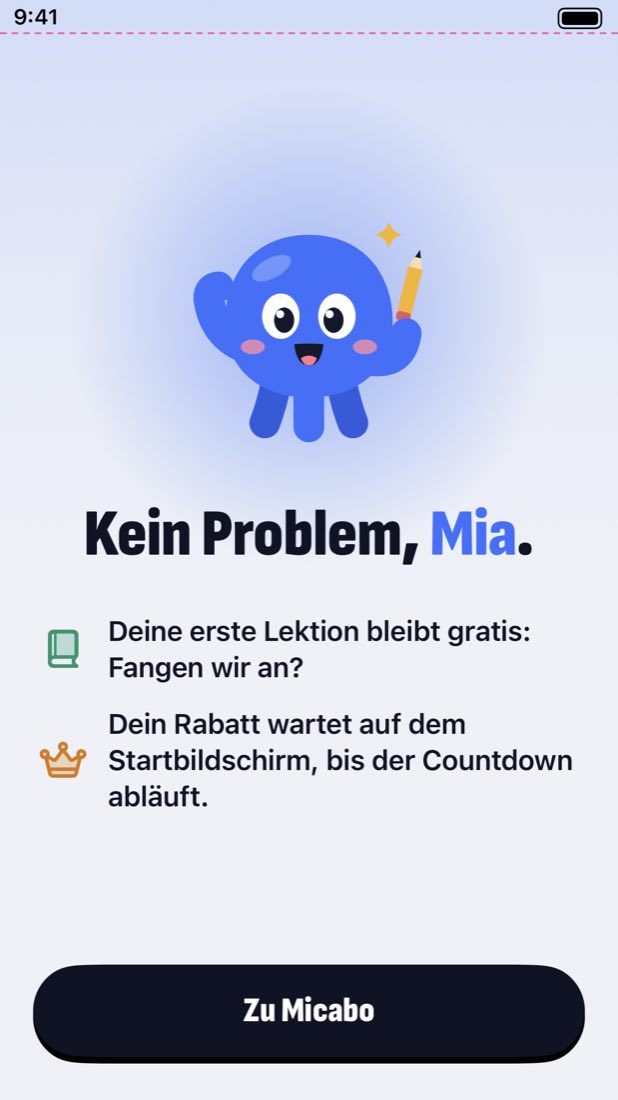 9:41
Kein Problem, Mia.
Deine erste Lektion bleibt gratis:
Fangen wir an?
Dein Rabatt wartet auf dem
Startbildschirm, bis der Countdown
abläuft.
Zu Micabo